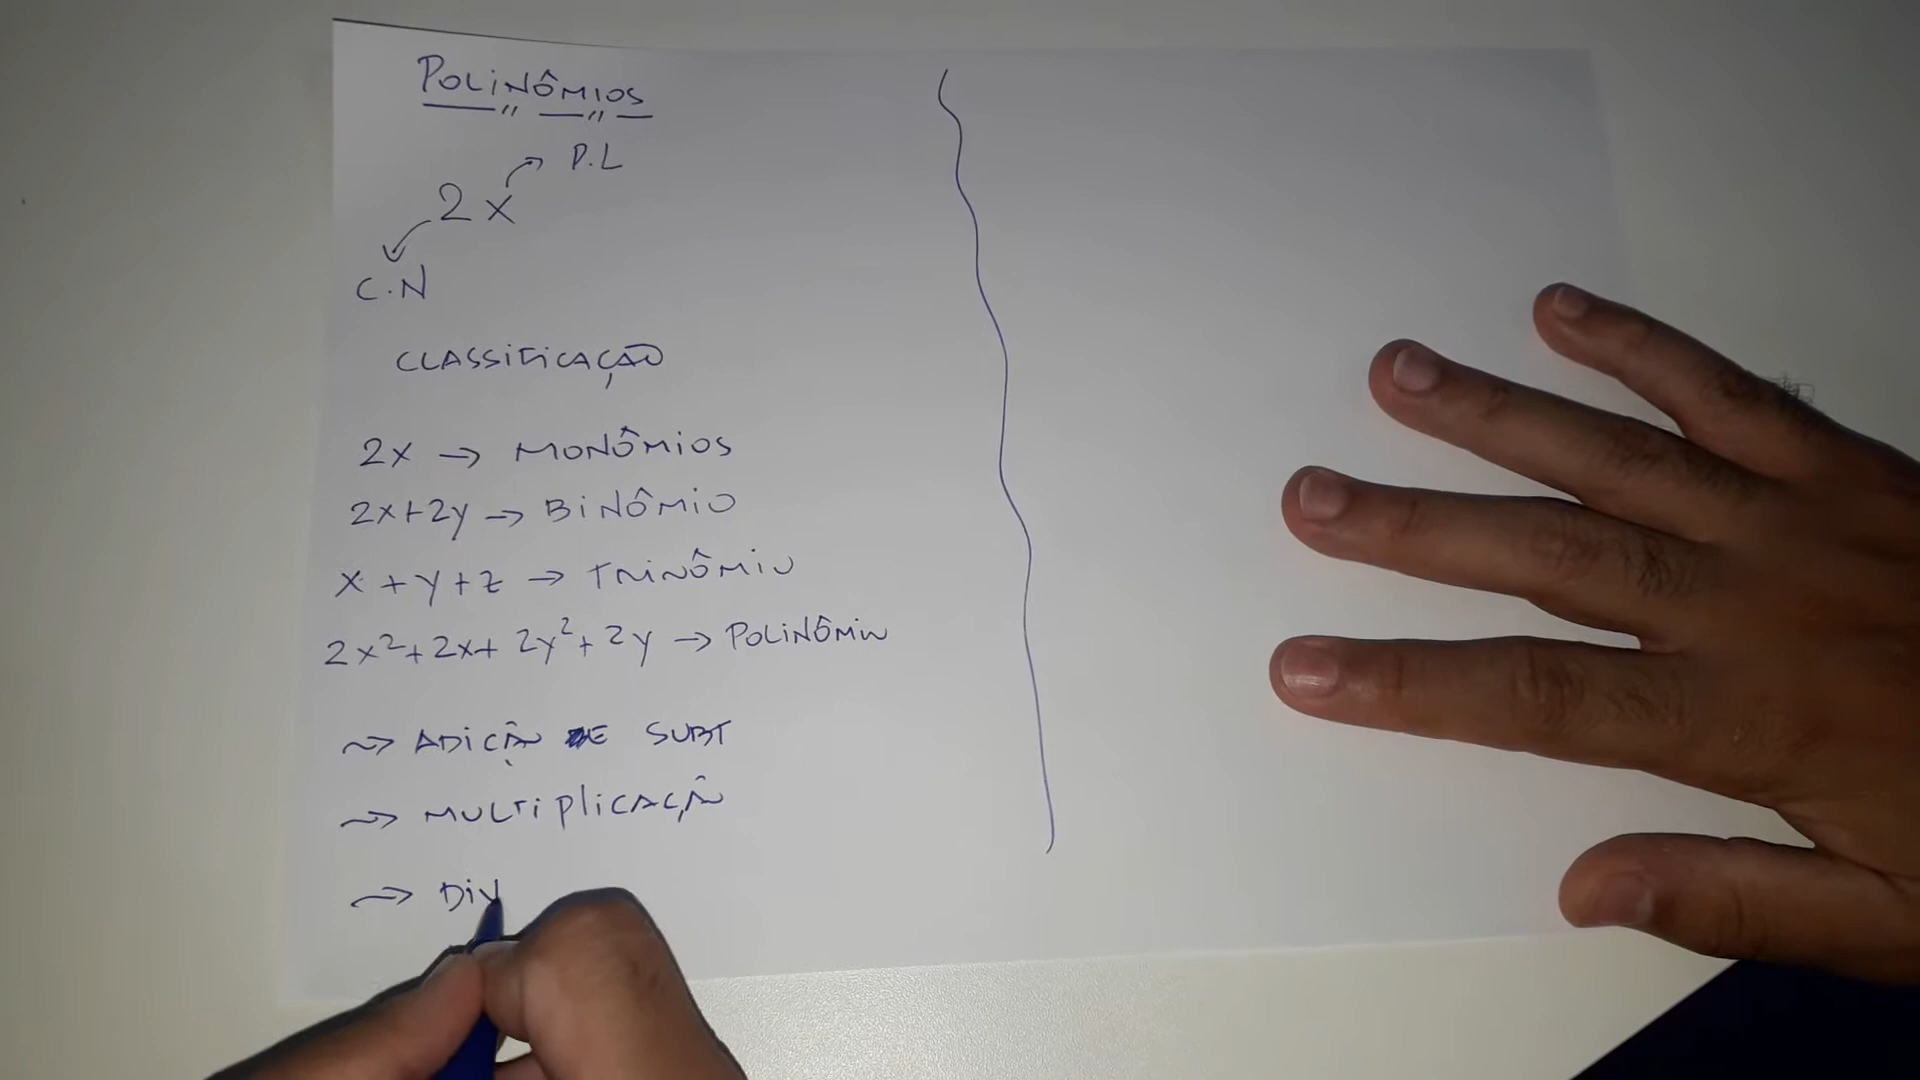 POLINÔMIOS
P.L
2x
C.N
CLASSIFICAÇÃO
2x → MONÔMIOS
2x+2y → BINÔMIO
x+y+z → TRINÔMIO
2x²+2x+2y²+2y → POLINÔMIO
~> ADIÇÃO E SUBT
~> MULTIPLICAÇÃO
~> DIV